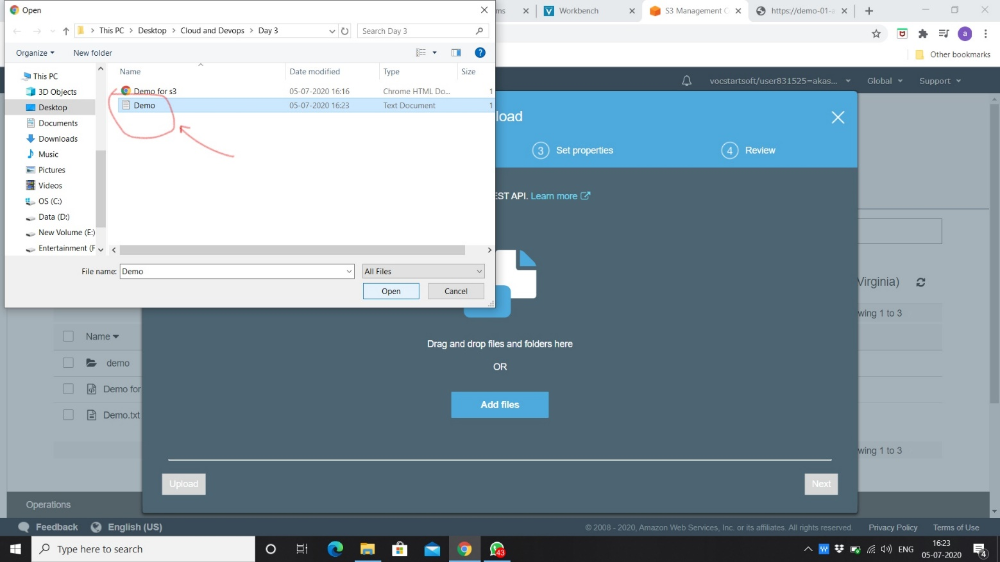 Open
ms
Workbench
S3 Management C
https://demo-01-a
This PC > Desktop > Cloud and Devops > Day 3
Search Day 3
Other bookmarks
Organize
New folder
Name
Date modified
Type
Size
This PC
3D Objects
Desktop
Documents
Downloads
Music
Pictures
Videos
OS (C:)
Data (D:)
New Volume (E:)
Entertainment (F
Demo for s3
05-07-2020 16:16
Chrome HTML Do...
1
Demo
05-07-2020 16:23
Text Document
1
File name:
Demo
All Files
Open
Cancel
vocstartsoft/user831525=akas...
Global
Support
load
3 Set properties
4 Review
EST API. Learn more
Virginia)
wing 1 to 3
Drag and drop files and folders here
OR
Add files
Name
demo
Demo for
Demo.txt
wing 1 to 3
Upload
Next
Operations
Feedback
English (US)
© 2008 - 2020, Amazon Web Services, Inc. or its affiliates. All rights reserved.
Privacy Policy
Terms of Use
Type here to search
43
ENG
16:23
05-07-2020
4